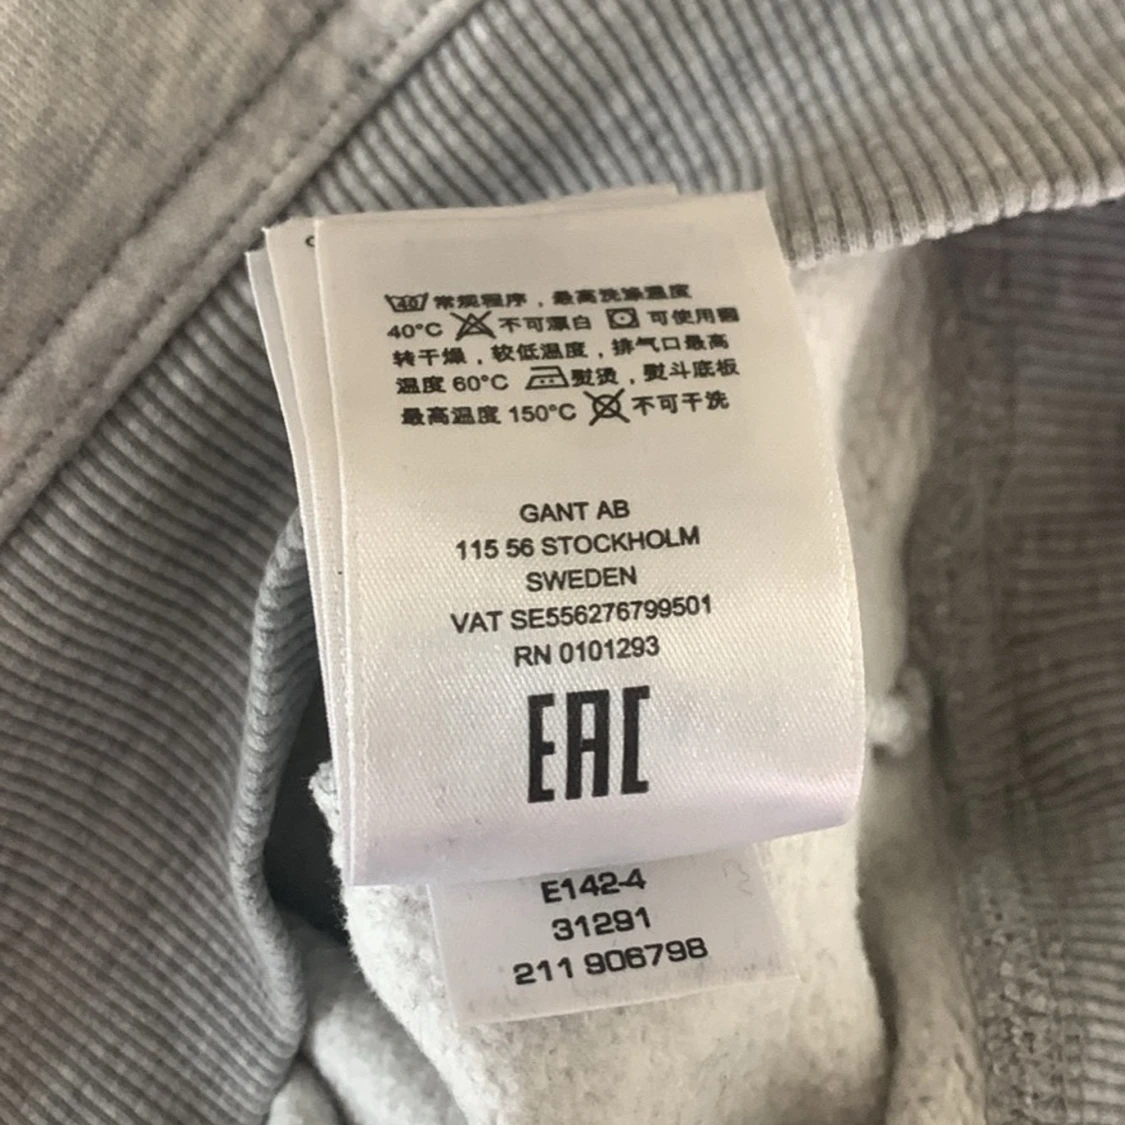 40 常规程序，最高洗涤温度
40°C 不可漂白 可使用翻
转干燥，较低温度，排气口最高
温度 60°C 熨烫，熨斗底板
最高温度 150°C 不可干洗
GANT AB
115 56 STOCKHOLM
SWEDEN
VAT SE556276799501
RN 0101293
EAC
E142-4
31291
211 906798